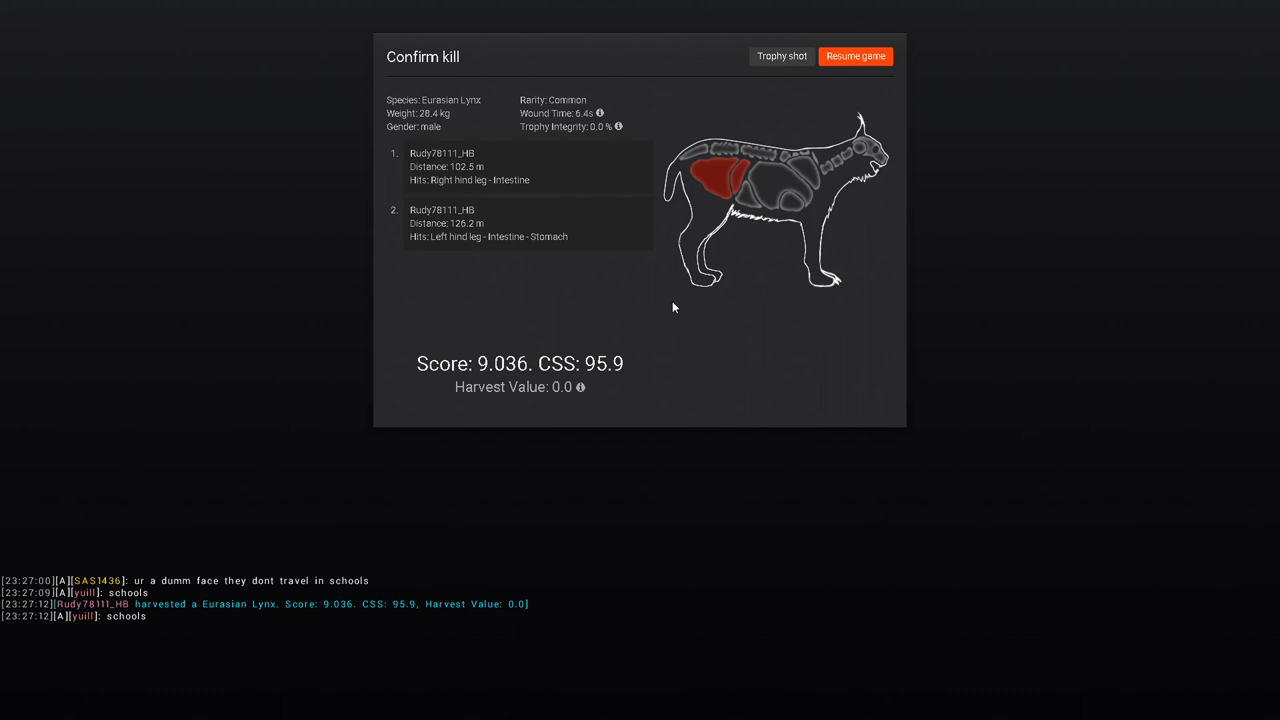 Confirm kill
Trophy shot
Resume game
Species: Eurasian Lynx
Rarity: Common
Weight: 28.4 kg
Wound Time: 6.4s
Gender: male
Trophy Integrity: 0.0 %
1. Rudy78111_HB
Distance: 102.5 m
Hits: Right hind leg - Intestine
2. Rudy78111_HB
Distance: 126.2 m
Hits: Left hind leg - Intestine - Stomach
Score: 9.036. CSS: 95.9
Harvest Value: 0.0
[23:27:00][A][SAS1436]: ur a dumm face they dont travel in schools
[23:27:09][A][yuill]: schools
[23:27:12][Rudy78111_HB harvested a Eurasian Lynx. Score: 9.036. CSS: 95.9, Harvest Value: 0.0]
[23:27:12][A][yuill]: schools